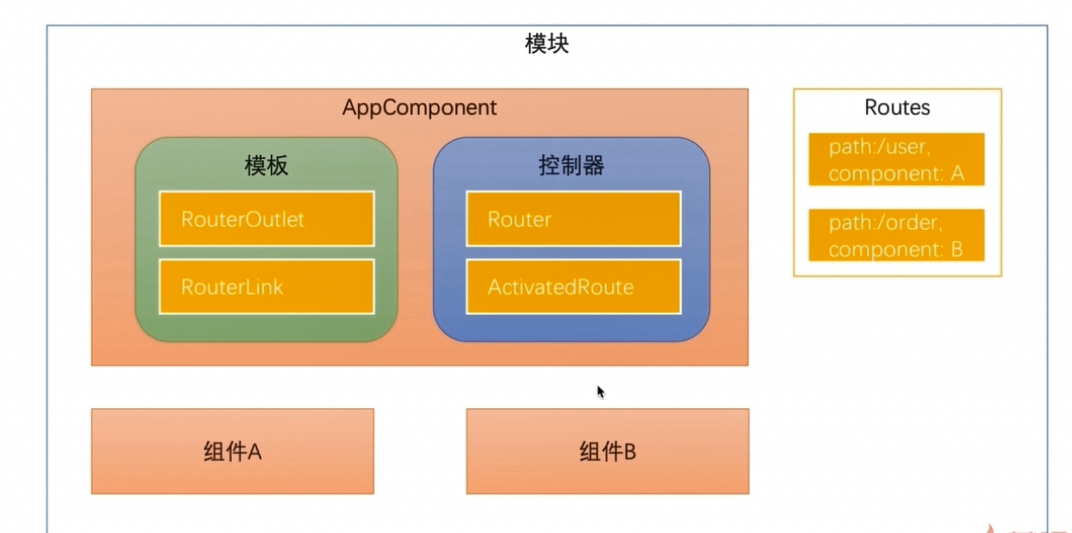 模块
AppComponent
模板
RouterOutlet
RouterLink
控制器
Router
ActivatedRoute
Routes
path:/user,
component: A
path:/order,
component: B
组件A
组件B